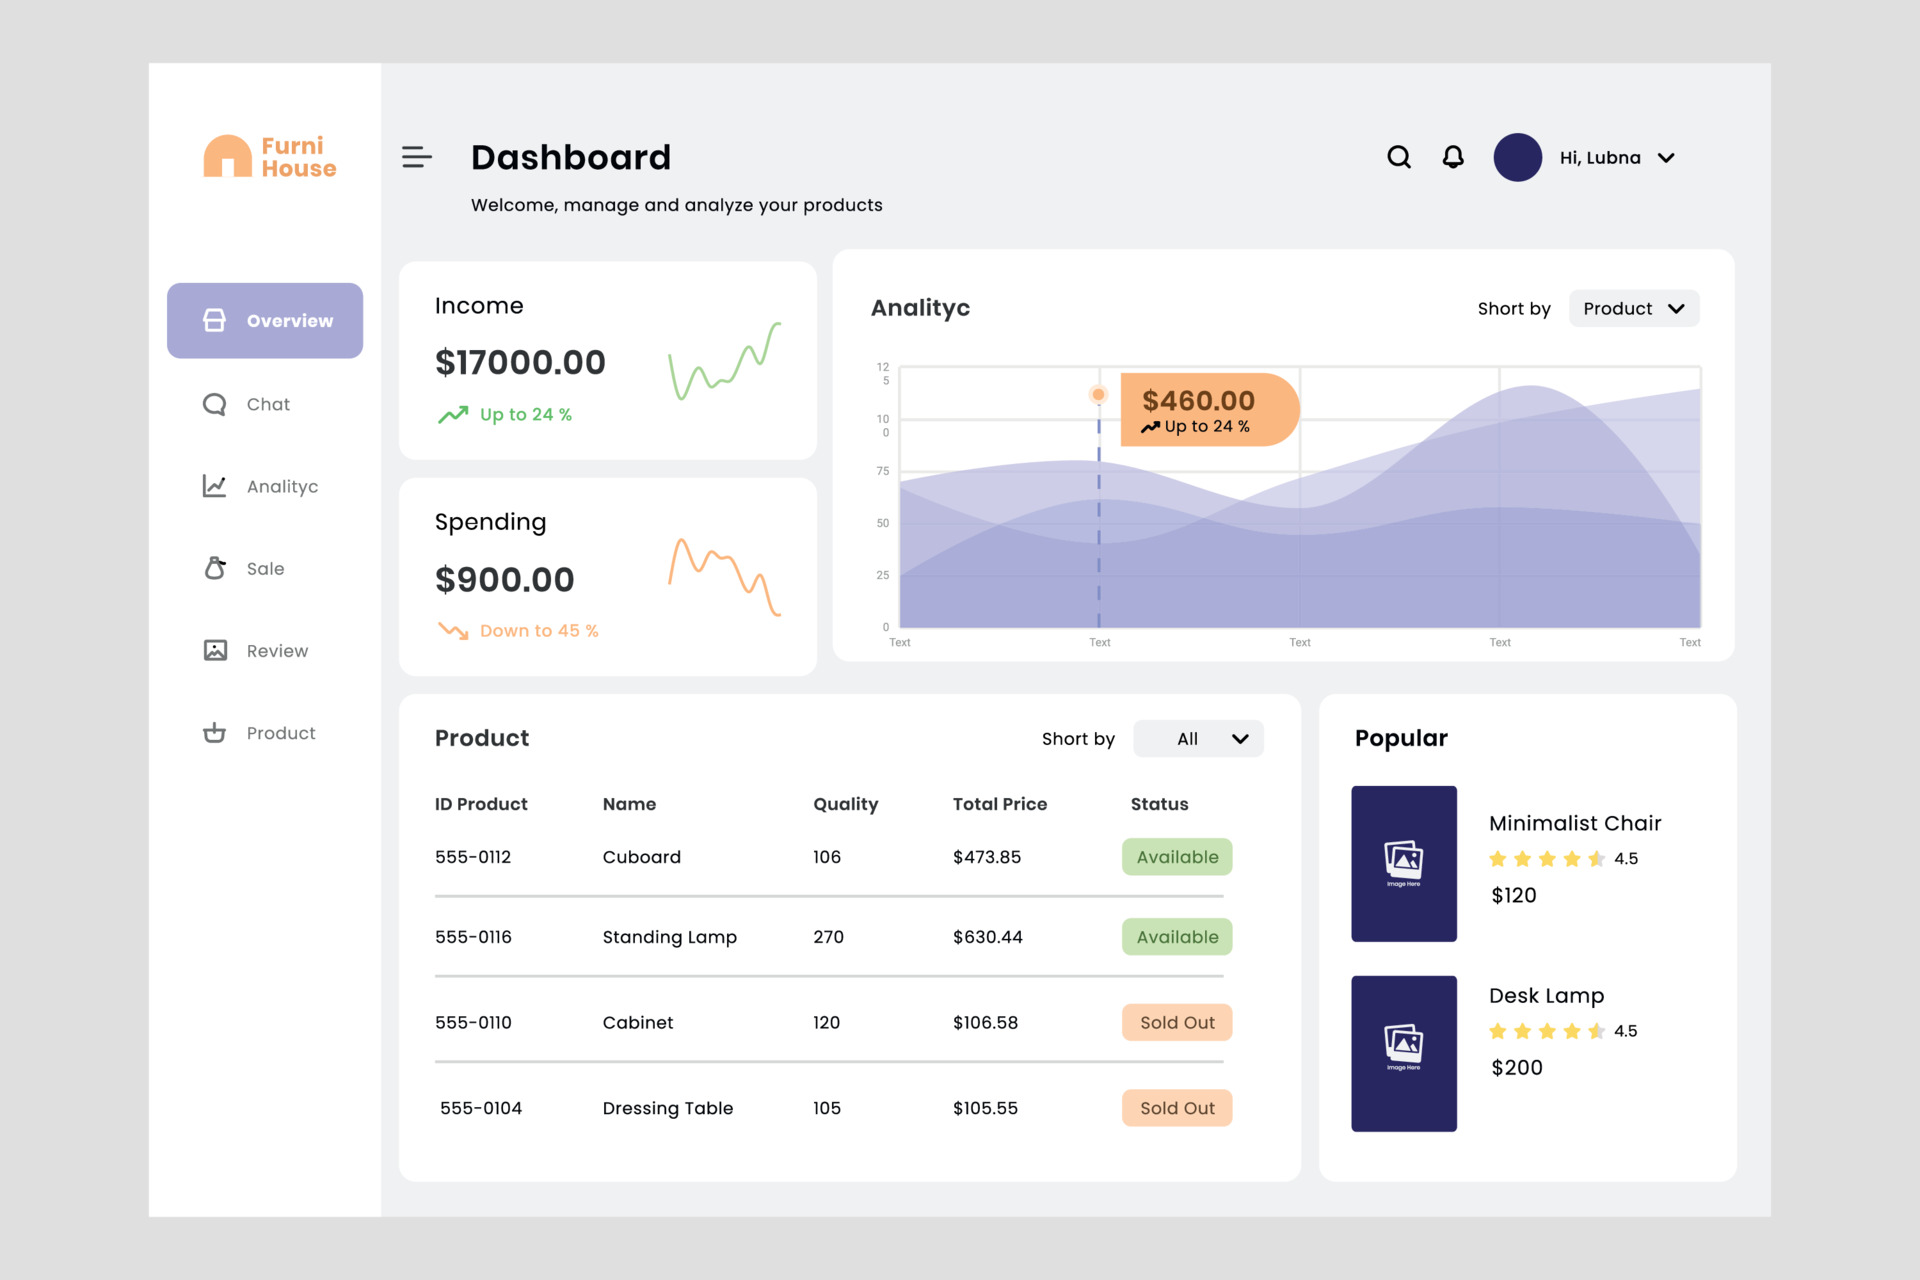 Furni
House
Dashboard
Welcome, manage and analyze your products
Hi, Lubna
Overview
Chat
Analityc
Sale
Review
Product
Income
$17000.00
Up to 24 %
Spending
$900.00
Down to 45 %
Analityc
Short by
Product
12
5
10
0
75
50
25
0
$460.00
Up to 24 %
Text Text Text Text Text
Product
Short by
All
ID Product Name Quality Total Price Status
555-0112 Cuboard 106 $473.85 Available
555-0116 Standing Lamp 270 $630.44 Available
555-0110 Cabinet 120 $106.58 Sold Out
555-0104 Dressing Table 105 $105.55 Sold Out
Popular
Image Here
Minimalist Chair
4.5
$120
Image Here
Desk Lamp
4.5
$200